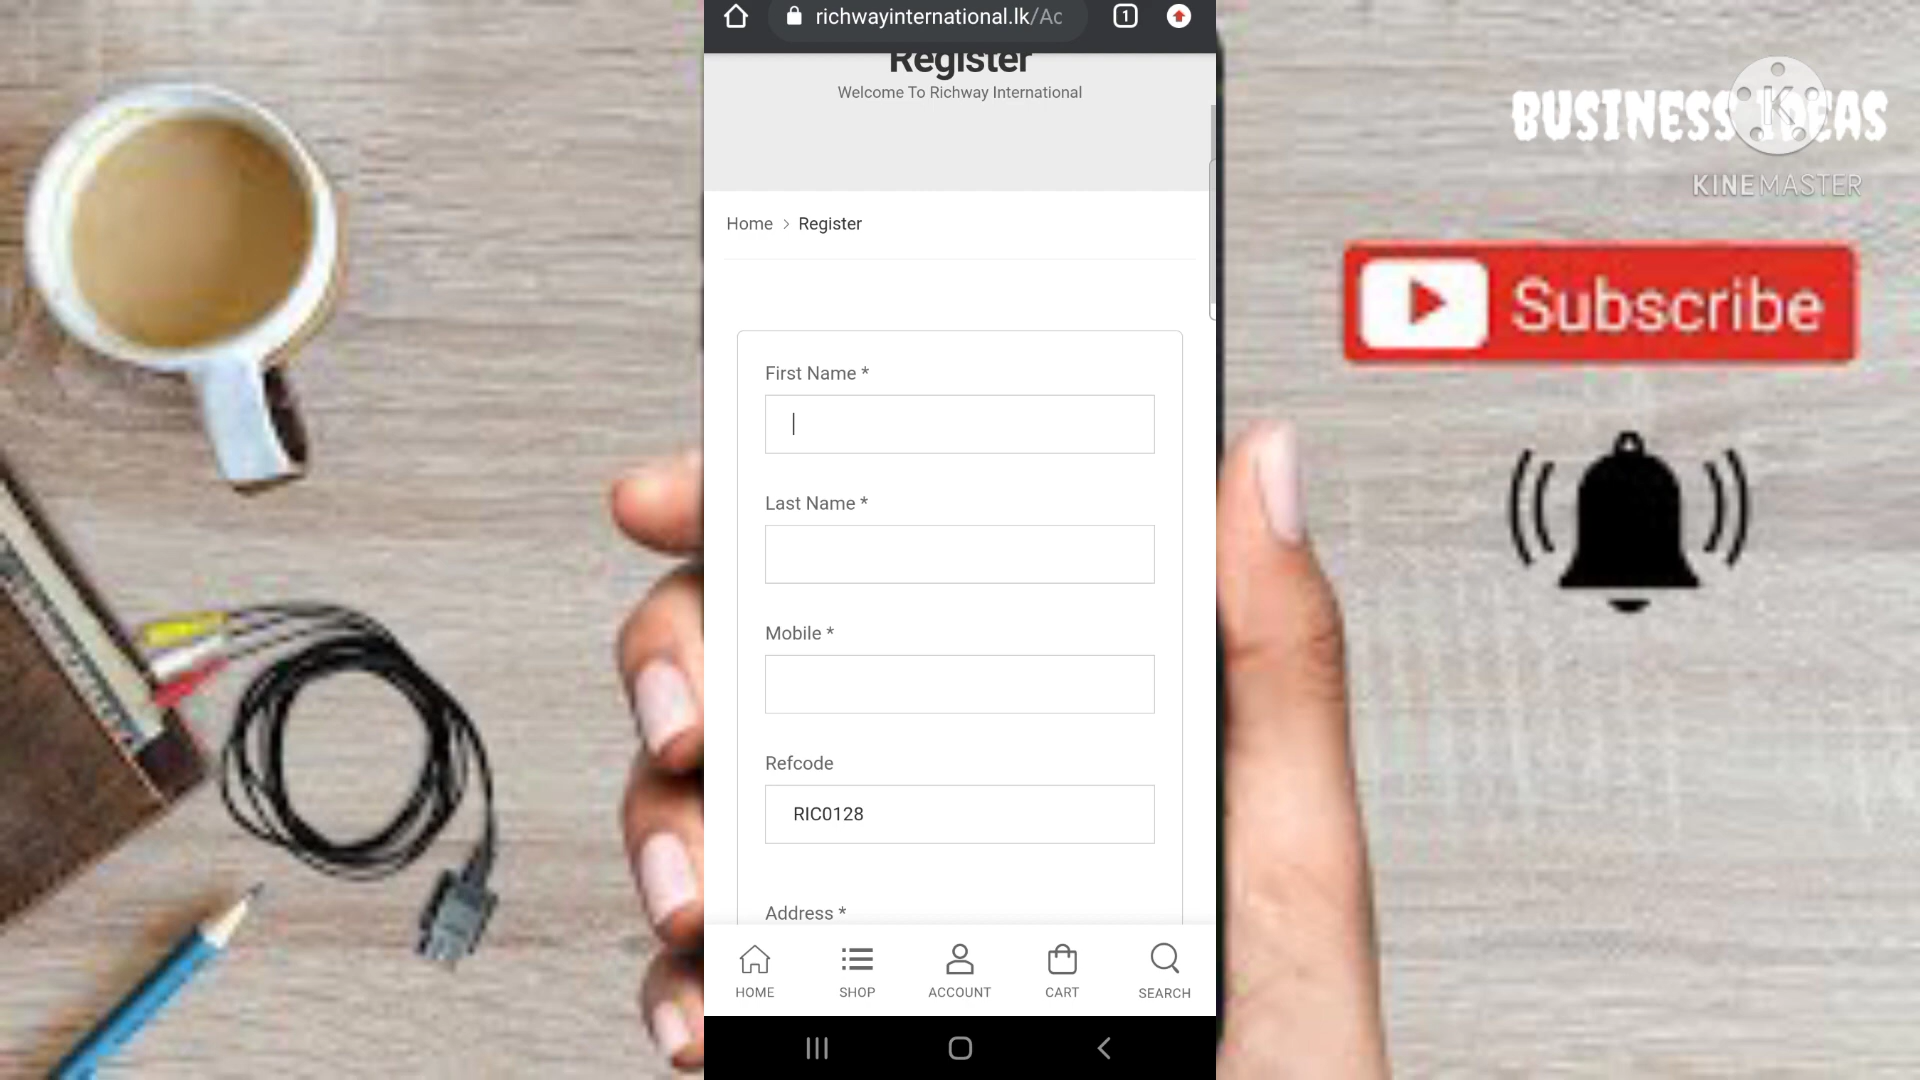 richwayinternational.lk/Ac
1
Register
Welcome To Richway International
Home > Register
First Name *
Last Name *
Mobile *
Refcode
RIC0128
Address *
HOME
SHOP
ACCOUNT
CART
SEARCH
BUSINESS IDEAS
K
KINEMASTER
Subscribe